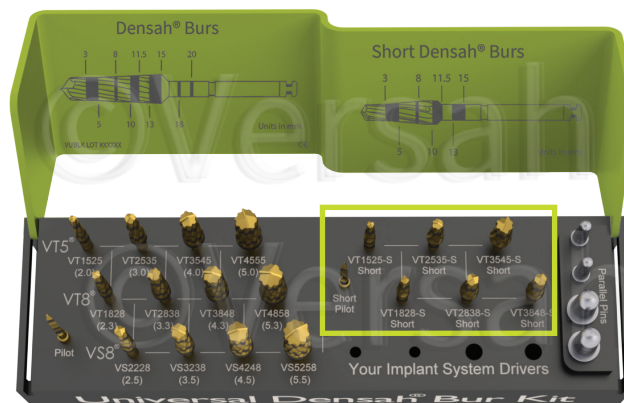 Densah® Burs
3 8 11.5 15 20
5 10 13 18
Units in mm
Short Densah® Burs
3 8 11.5 15
5 10 13
©Versah
©Versah
VT5®
VT1525 VT2535 VT3545 VT4555
(2.0) (3.0) (4.0) (5.0)
VT8®
VT1828 VT2838 VT3848 VT4858
(2.3) (3.3) (4.3) (5.3)
Pilot
VS8®
VS2228 VS3238 VS4248 VS5258
(2.5) (3.5) (4.5) (5.5)
VT1525-S VT2535-S VT3545-S
Short Short Short
Short
Pilot
VT1828-S VT2838-S VT3848-S
Short Short Short
Parallel Pins
Your Implant System Drivers
Universal Densah® Bur Kit